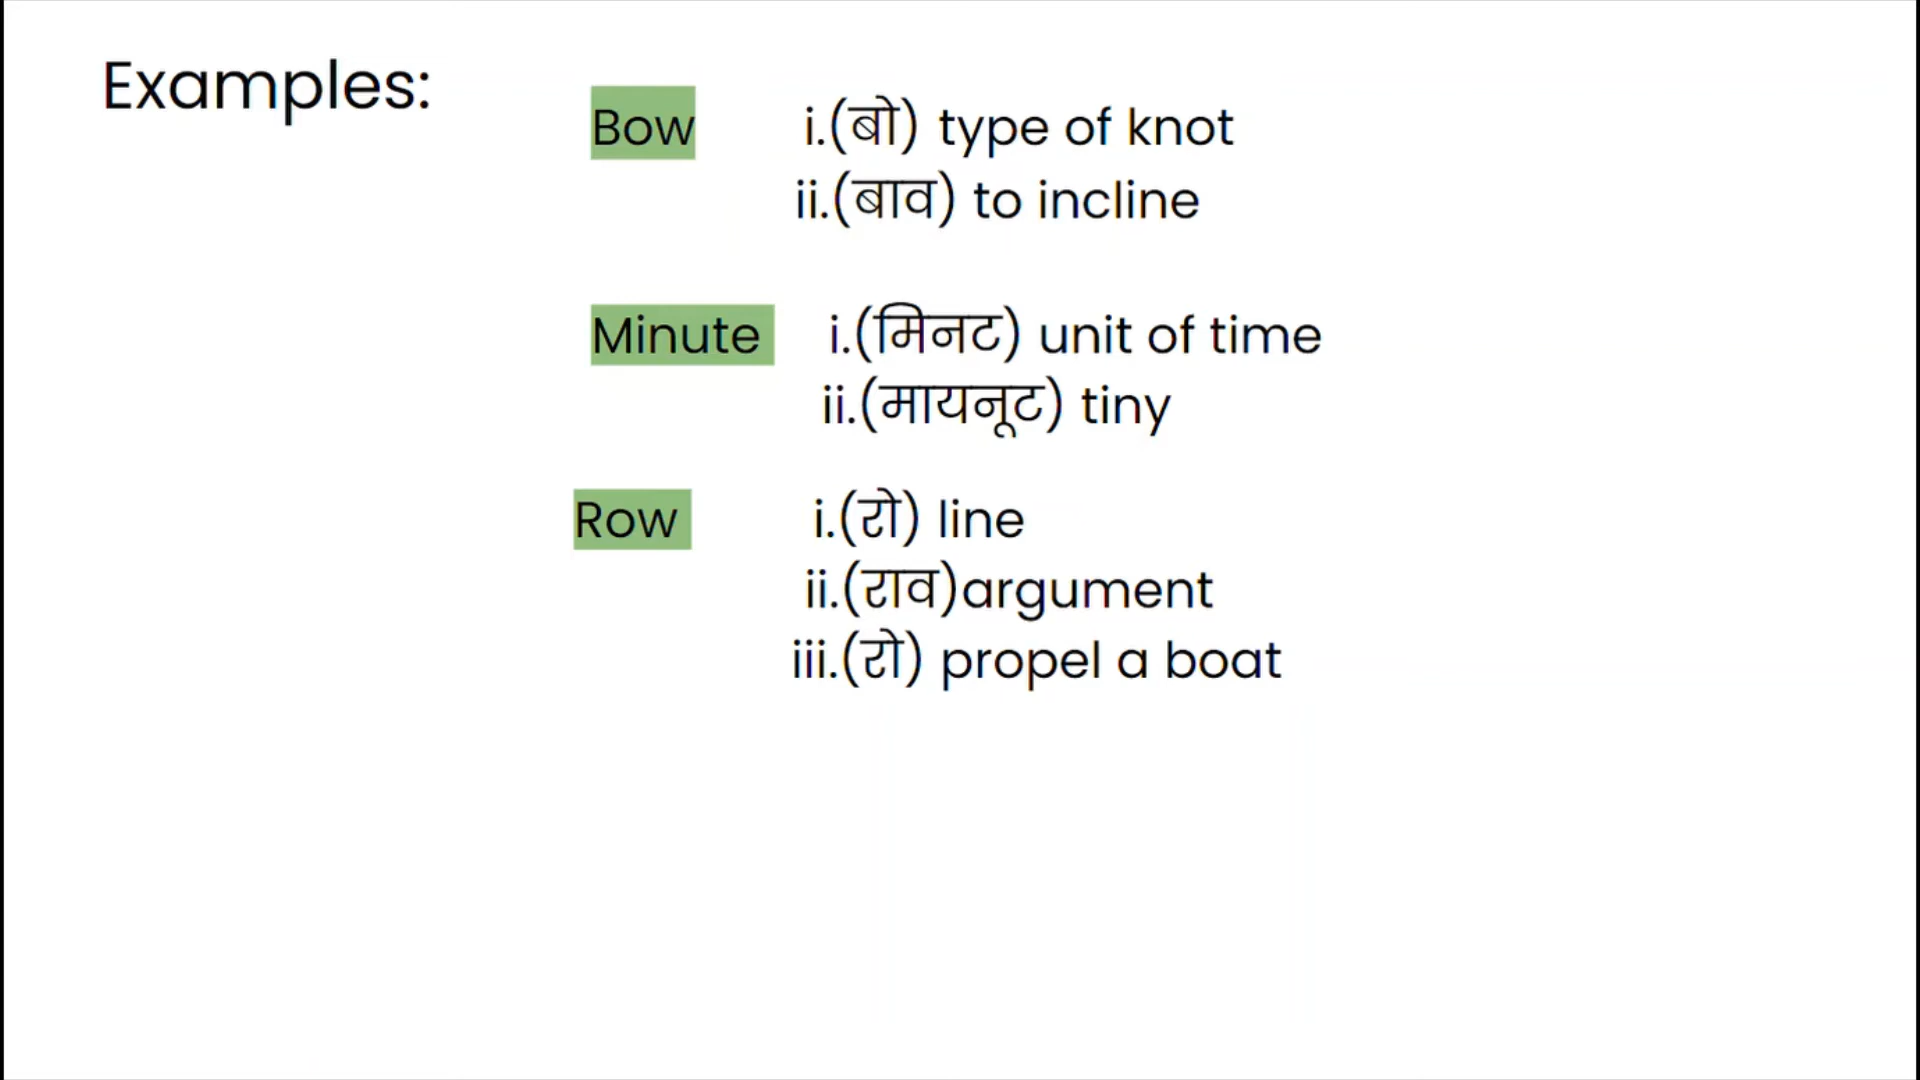 Examples:
Bow i.(बो) type of knot
ii.(बाव) to incline
Minute i.(मिनट) unit of time
ii.(मायनूट) tiny
Row i.(रो) line
ii.(राव)argument
iii.(रो) propel a boat